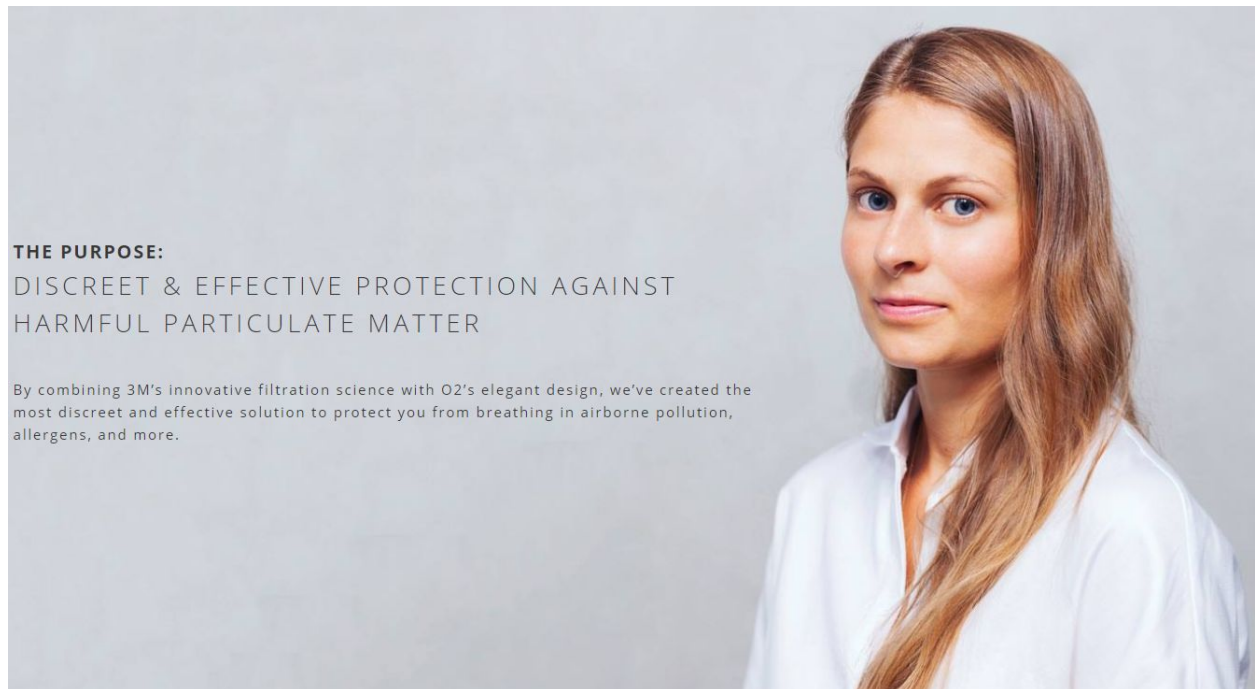 THE PURPOSE:
DISCREET & EFFECTIVE PROTECTION AGAINST
HARMFUL PARTICULATE MATTER
By combining 3M’s innovative filtration science with O2’s elegant design, we’ve created the
most discreet and effective solution to protect you from breathing in airborne pollution,
allergens, and more.